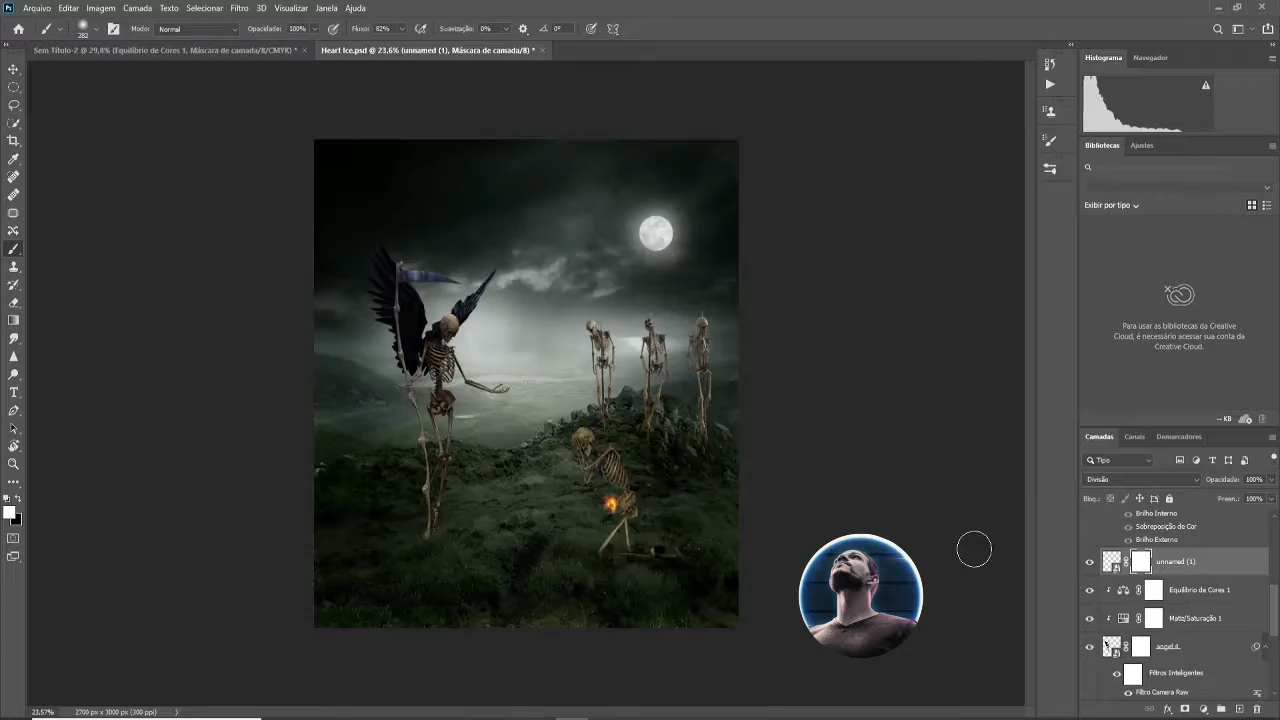 Ps Arquivo Editar Imagem Camada Texto Selecionar Filtro 3D Visualizar Janela Ajuda
282 Modo: Normal Opacidade: 100% Fluxo: 82% Suavização: 0% 0°
Sem Título-2 @ 29,8% (Equilíbrio de Cores 1, Máscara de camada/8/CMYK) * × Heart Ice.psd @ 23,6% (unnamed (1), Máscara de camada/8) * ×
Histograma Navegador
Bibliotecas Ajustes
Exibir por tipo
Para usar as bibliotecas da Creative
Cloud, é necessário acessar sua conta da
Creative Cloud.
-- KB
Camadas Canais Demarcadores
Tipo
Divisão Opacidade: 100%
Bloq.: Preen.: 100%
Brilho Interno
Sobreposição de Cor
Brilho Externo
unnamed (1)
Equilíbrio de Cores 1
Matiz/Saturação 1
Filtros Inteligentes
Filtro Camera Raw
23,57% 2700 px x 3000 px (300 ppi)